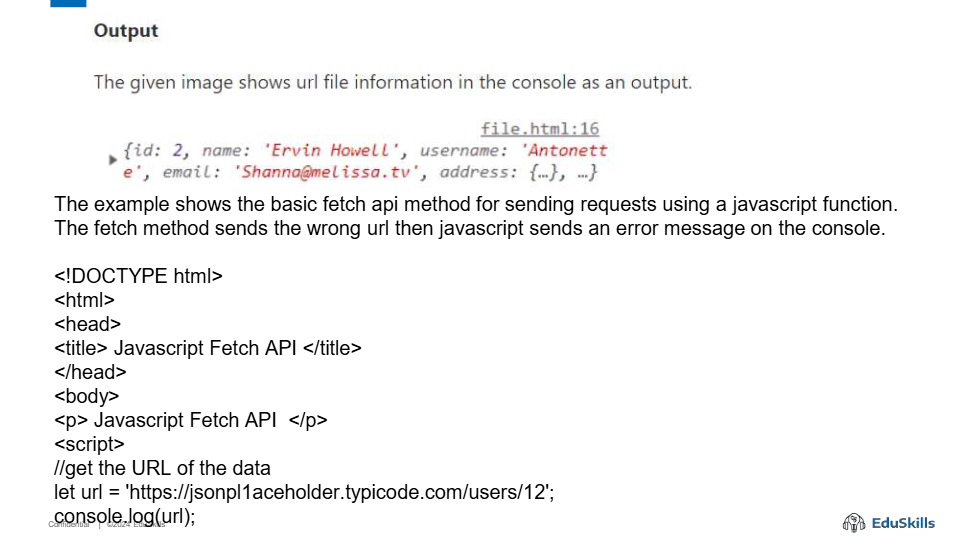 Output
The given image shows url file information in the console as an output.
file.html:16
{id: 2, name: 'Ervin Howell', username: 'Antonett
e', email: 'Shanna@melissa.tv', address: {…}, …}
The example shows the basic fetch api method for sending requests using a javascript function.
The fetch method sends the wrong url then javascript sends an error message on the console.
<!DOCTYPE html>
<html>
<head>
<title> Javascript Fetch API </title>
</head>
<body>
<p> Javascript Fetch API  </p>
<script>
//get the URL of the data
let url = 'https://jsonpl1aceholder.typicode.com/users/12';
console.log(url);
Confidential | ©2024 EduSkills
EduSkills